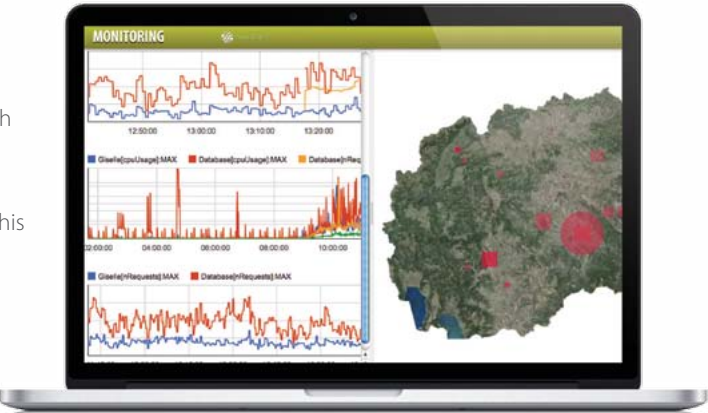 h
his
MONITORING
12:50:00 13:00:00 13:10:00 13:20:00
Giselle[cpuUsage]:MAX Database[cpuUsage]:MAX Database[nReq
02:00:00 04:00:00 06:00:00 08:00:00 10:00:00
Giselle[nRequests]:MAX Database[nRequests]:MAX